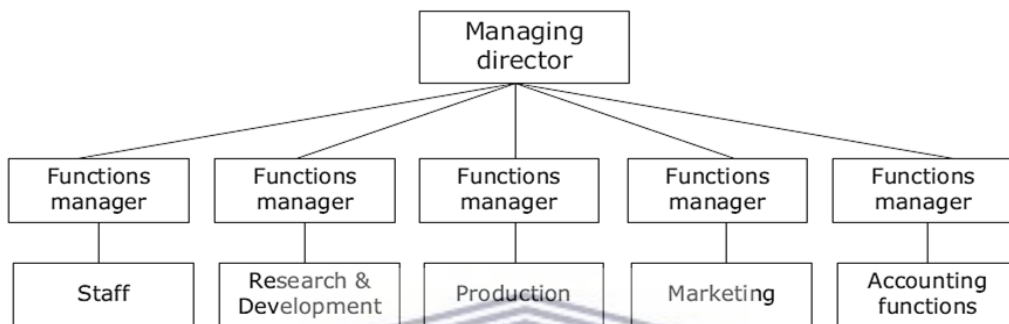 Managing
director
Functions
manager
Functions
manager
Functions
manager
Functions
manager
Functions
manager
Staff
Research &
Development
Production
Marketing
Accounting
functions